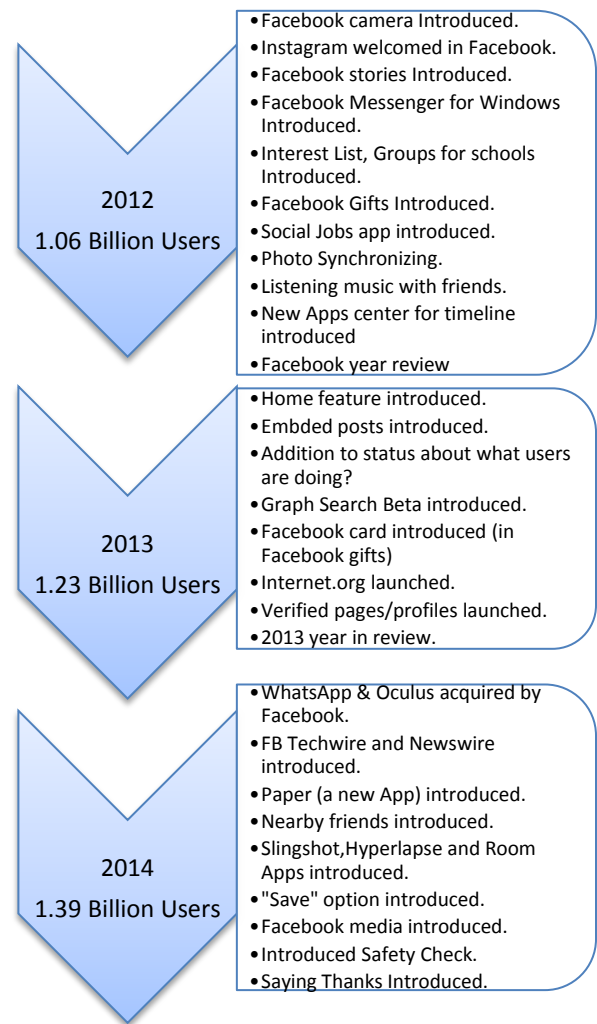 2012
1.06 Billion Users
•Facebook camera Introduced.
•Instagram welcomed in Facebook.
•Facebook stories Introduced.
•Facebook Messenger for Windows
Introduced.
•Interest List, Groups for schools
Introduced.
•Facebook Gifts Introduced.
•Social Jobs app introduced.
•Photo Synchronizing.
•Listening music with friends.
•New Apps center for timeline
introduced
•Facebook year review
2013
1.23 Billion Users
•Home feature introduced.
•Embded posts introduced.
•Addition to status about what users
are doing?
•Graph Search Beta introduced.
•Facebook card introduced (in
Facebook gifts)
•Internet.org launched.
•Verified pages/profiles launched.
•2013 year in review.
2014
1.39 Billion Users
•WhatsApp & Oculus acquired by
Facebook.
•FB Techwire and Newswire
introduced.
•Paper (a new App) introduced.
•Nearby friends introduced.
•Slingshot,Hyperlapse and Room
Apps introduced.
•"Save" option introduced.
•Facebook media introduced.
•Introduced Safety Check.
•Saying Thanks Introduced.